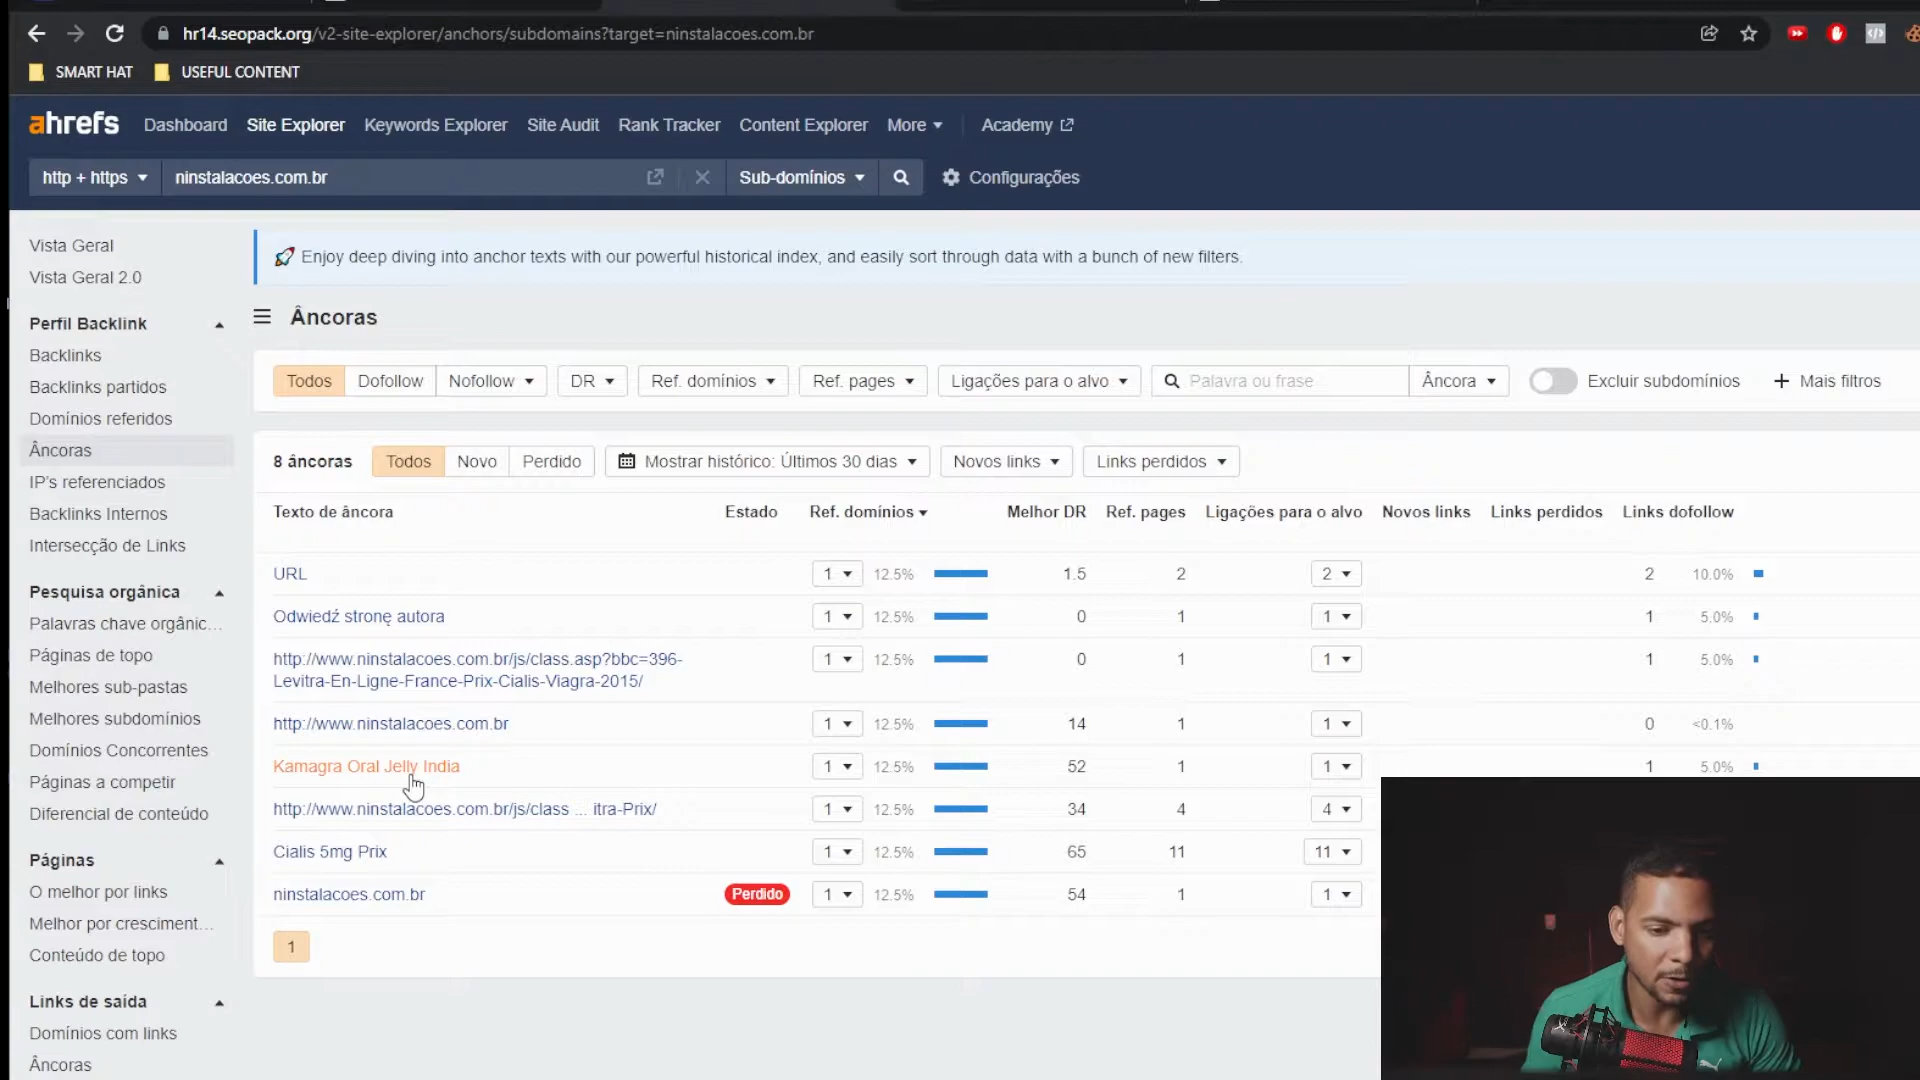 hr14.seopack.org/v2-site-explorer/anchors/subdomains?target=ninstalacoes.com.br
SMART HAT USEFUL CONTENT
ahrefs Dashboard Site Explorer Keywords Explorer Site Audit Rank Tracker Content Explorer More Academy
http + https ninstalacoes.com.br Sub-domínios Configurações
Vista Geral
Vista Geral 2.0
Perfil Backlink
Backlinks
Backlinks partidos
Domínios referidos
Âncoras
IP's referenciados
Backlinks Internos
Intersecção de Links
Pesquisa orgânica
Palavras chave orgânic...
Páginas de topo
Melhores sub-pastas
Melhores subdomínios
Domínios Concorrentes
Páginas a competir
Diferencial de conteúdo
Páginas
O melhor por links
Melhor por cresciment...
Conteúdo de topo
Links de saída
Domínios com links
Âncoras
Enjoy deep diving into anchor texts with our powerful historical index, and easily sort through data with a bunch of new filters.
Âncoras
Todos Dofollow Nofollow DR Ref. domínios Ref. pages Ligações para o alvo Palavra ou frase Âncora Excluir subdomínios + Mais filtros
8 âncoras Todos Novo Perdido Mostrar histórico: Últimos 30 dias Novos links Links perdidos
Texto de âncora Estado Ref. domínios Melhor DR Ref. pages Ligações para o alvo Novos links Links perdidos Links dofollow
URL 1 12.5% 1.5 2 2 2 10.0%
Odwiedź stronę autora 1 12.5% 0 1 1 1 5.0%
http://www.ninstalacoes.com.br/js/class.asp?bbc=396- 1 12.5% 0 1 1 1 5.0%
Levitra-En-Ligne-France-Prix-Cialis-Viagra-2015/
http://www.ninstalacoes.com.br 1 12.5% 14 1 1 0 <0.1%
Kamagra Oral Jelly India 1 12.5% 52 1 1 1 5.0%
http://www.ninstalacoes.com.br/js/class ... itra-Prix/ 1 12.5% 34 4 4
Cialis 5mg Prix 1 12.5% 65 11 11
ninstalacoes.com.br Perdido 1 12.5% 54 1 1
1